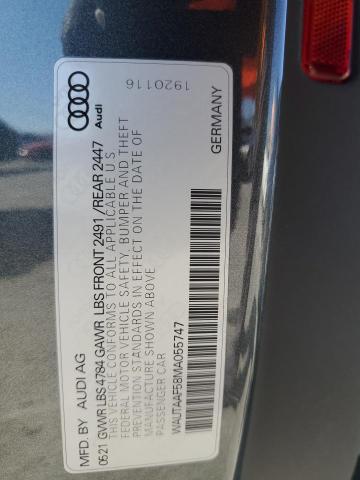 MFD. BY AUDI AG
0521 GVWR LBS 4784 GAWR LBS FRONT 2491 / REAR 2447
THIS VEHICLE CONFORMS TO ALL APPLICABLE U S
FEDERAL MOTOR VEHICLE SAFETY, BUMPER AND THEFT
STANDARDS IN EFFECT ON THE DATE OF
MANUFACTURE SHOWN ABOVE
PASSENGER CAR
WAUTAAF58MA055747
GERMANY
Audi
1920116